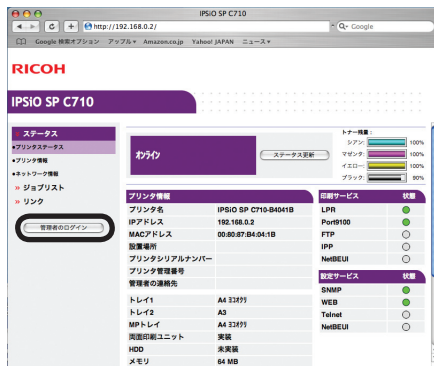 IPSiO SP C710
http://192.168.0.2/
Q- Google
Google 検索オプション アップル▼ Amazon.co.jp Yahoo! JAPAN ニュース▼
RICOH
IPSiO SP C710
ステータス
•プリンタステータス
•プリンタ情報
•ネットワーク情報
» ジョブリスト
» リンク
管理者のログイン
オンライン
ステータス更新
トナー残量:
シアン: 100%
マゼンタ: 100%
イエロー: 100%
ブラック: 90%
プリンタ情報
プリンタ名 IPSiO SP C710-B4041B
IPアドレス 192.168.0.2
MACアドレス 00:80:87:B4:04:1B
設置場所
プリンタシリアルナンバー
プリンタ管理番号
管理者の連絡先
トレイ1 A4 ヨコオクリ
トレイ2 A3
MPトレイ A4 ヨコオクリ
両面印刷ユニット 実装
HDD 未実装
メモリ 64 MB
印刷サービス 状態
LPR
Port9100
FTP
IPP
NetBEUI
設定サービス 状態
SNMP
WEB
Telnet
NetBEUI